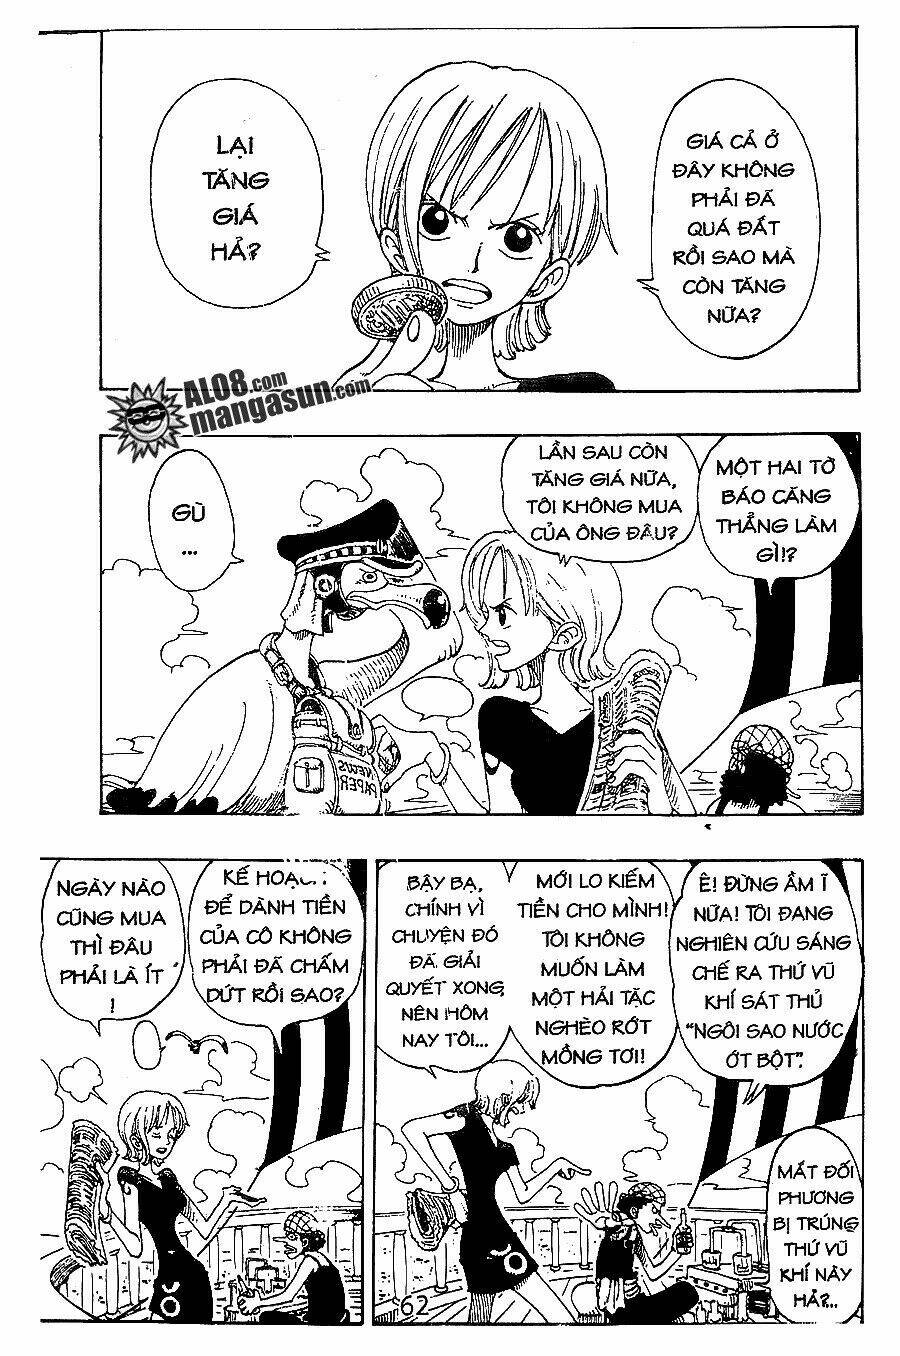 GIÁ CẢ Ở
ĐÂY KHÔNG
PHẢI ĐÃ
QUÁ ĐẮT
RỒI SAO MÀ
CÒN TĂNG
NỮA?
LẠI
TĂNG
GIÁ
HẢ?
AL08.com
mangasun.com
MỘT HAI TỜ
BÁO CĂNG
THẲNG LÀM
GÌ!?
LẦN SAU CÒN
TĂNG GIÁ NỮA,
TÔI KHÔNG MUA
CỦA ÔNG ĐÂU?
GÙ
...
NEWS
PAPER
Ê! ĐỪNG ẦM Ĩ
NỮA! TÔI ĐANG
NGHIÊN CỨU SÁNG
CHẾ RA THỨ VŨ
KHÍ SÁT THỦ
"NGÔI SAO NƯỚC
ỚT BỘT".
MỚI LO KIẾM
TIỀN CHO MÌNH!
TÔI KHÔNG
MUỐN LÀM
MỘT HẢI TẶC
NGHÈO RỚT
MỒNG TƠI!
BẬY BẠ,
CHÍNH VÌ
CHUYỆN ĐÓ
ĐÃ GIẢI
QUYẾT XONG,
NÊN HÔM
NAY TÔI...
MẮT ĐỐI
PHƯƠNG
BỊ TRÚNG
THỨ VŨ
KHÍ NÀY
HẢ?...
KẾ HOẠCH
ĐỂ DÀNH TIỀN
CỦA CÔ KHÔNG
PHẢI ĐÃ CHẤM
DỨT RỒI SAO?
NGÀY NÀO
CŨNG MUA
THÌ ĐÂU
PHẢI LÀ ÍT
!
62